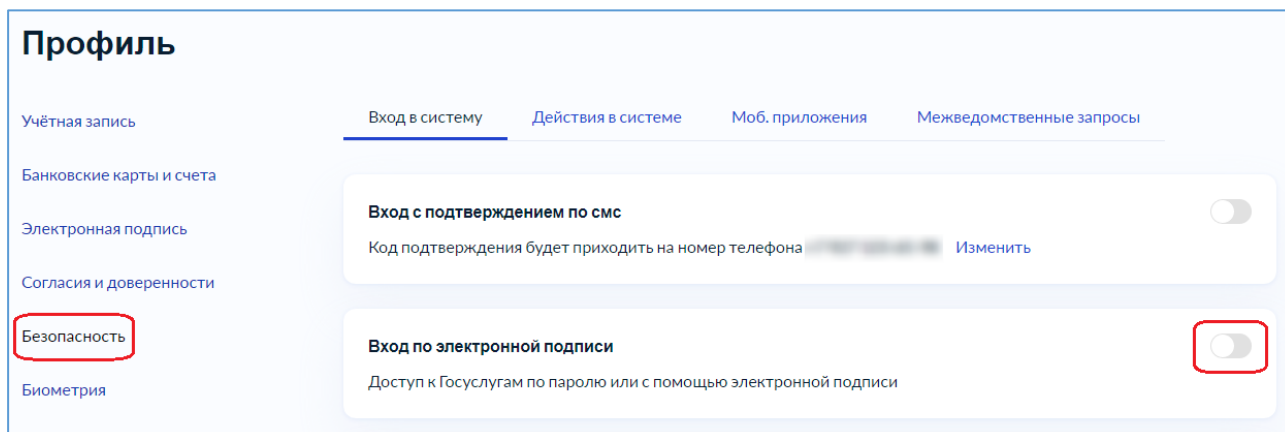 Профиль
Учётная запись
Банковские карты и счета
Электронная подпись
Согласия и доверенности
Безопасность
Биометрия
Вход в систему Действия в системе Моб. приложения Межведомственные запросы
Вход с подтверждением по смс
Код подтверждения будет приходить на номер телефона Изменить
Вход по электронной подписи
Доступ к Госуслугам по паролю или с помощью электронной подписи